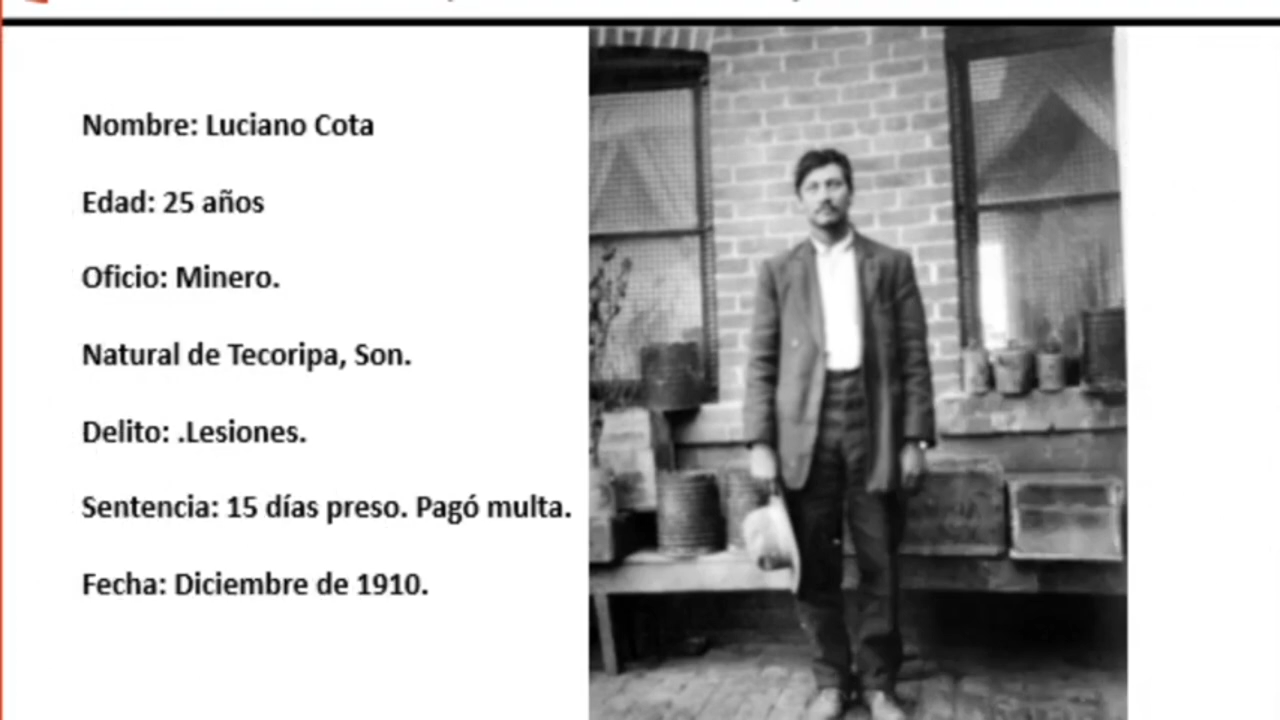 Nombre: Luciano Cota
Edad: 25 años
Oficio: Minero.
Natural de Tecoripa, Son.
Delito: .Lesiones.
Sentencia: 15 días preso. Pagó multa.
Fecha: Diciembre de 1910.